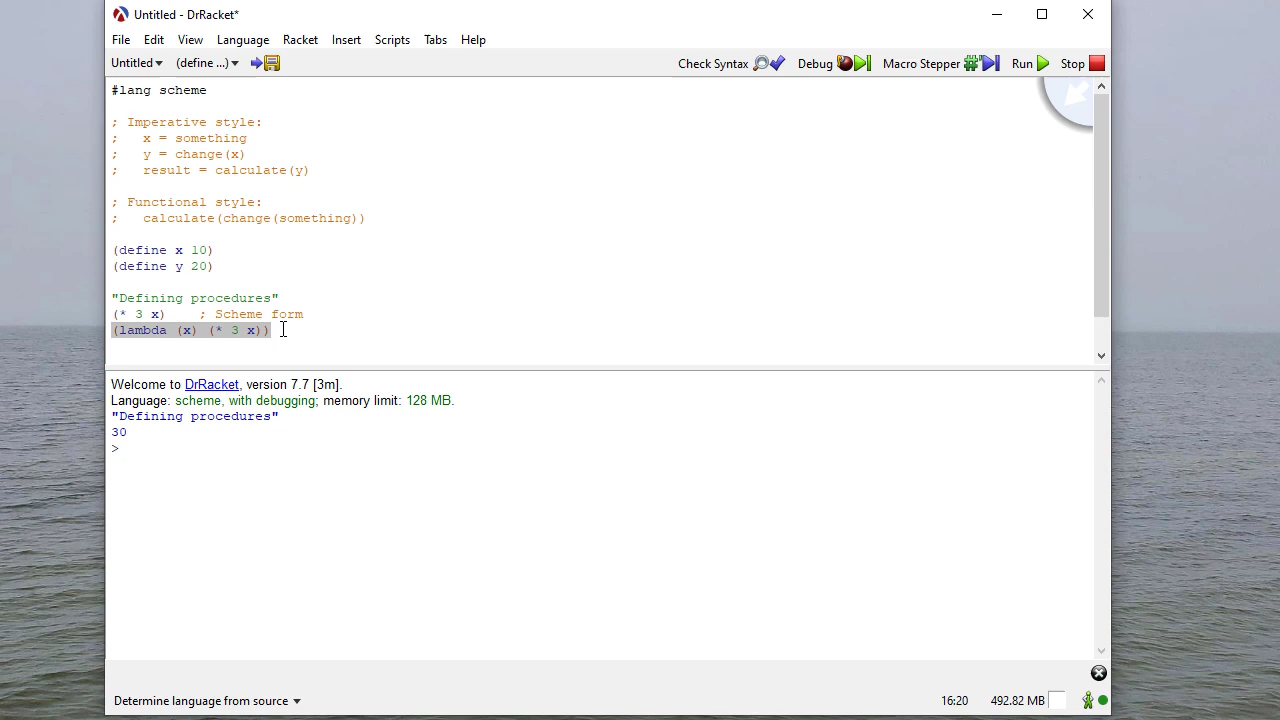 Untitled - DrRacket*
File Edit View Language Racket Insert Scripts Tabs Help
Untitled (define ...) Check Syntax Debug Macro Stepper Run Stop
#lang scheme
; Imperative style:
;   x = something
;   y = change(x)
;   result = calculate(y)
; Functional style:
;   calculate(change(something))
(define x 10)
(define y 20)
"Defining procedures"
(* 3 x)    ; Scheme form
(lambda (x) (* 3 x))
Welcome to DrRacket, version 7.7 [3m].
Language: scheme, with debugging; memory limit: 128 MB.
"Defining procedures"
30
>
Determine language from source 16:20 492.82 MB